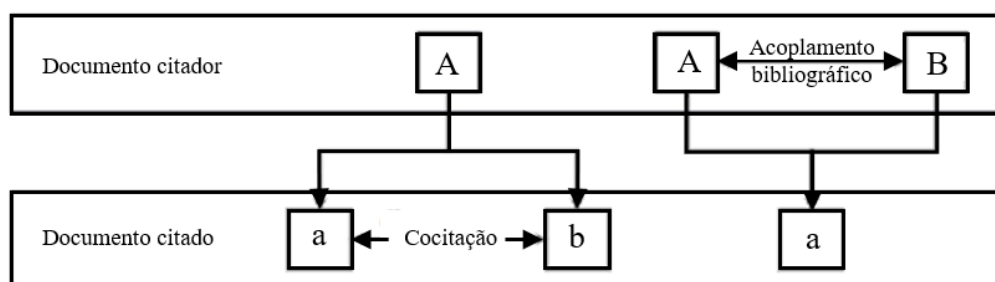 Documento citador
A
A
Acoplamento
bibliográfico
B
Documento citado
a
Cocitação
b
a